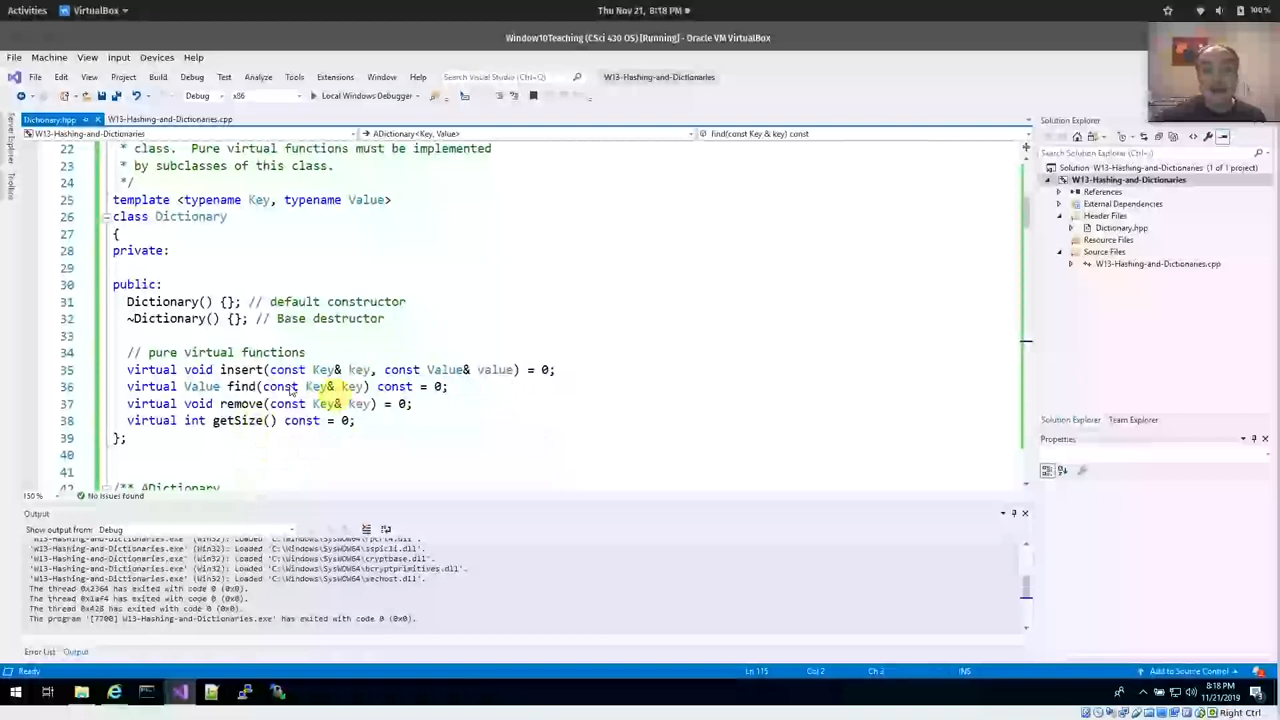 Activities VirtualBox Thu Nov 21, 8:18 PM 100 %
Window10Teaching (CSci 430 OS) [Running] - Oracle VM VirtualBox
File Machine View Input Devices Help
File Edit View Project Build Debug Test Analyze Tools Extensions Window Help Search Visual Studio (Ctrl+Q) W13-Hashing-and-Dictionaries
Debug x86 Local Windows Debugger
Server Explorer
Toolbox
Dictionary.hpp W13-Hashing-and-Dictionaries.cpp
W13-Hashing-and-Dictionaries ADictionary<Key, Value> find(const Key & key) const
22 * class. Pure virtual functions must be implemented
23 * by subclasses of this class.
24 */
25 template <typename Key, typename Value>
26 class Dictionary
27 {
28 private:
29
30 public:
31 Dictionary() {}; // default constructor
32 ~Dictionary() {}; // Base destructor
33
34 // pure virtual functions
35 virtual void insert(const Key& key, const Value& value) = 0;
36 virtual Value find(const Key& key) const = 0;
37 virtual void remove(const Key& key) = 0;
38 virtual int getSize() const = 0;
39 };
40
41
42 /** ADictionary
150 % No issues found
Output
Show output from: Debug
'W13-Hashing-and-Dictionaries.exe' (Win32): Loaded 'C:\Windows\SysWOW64\rpcrt4.dll'.
'W13-Hashing-and-Dictionaries.exe' (Win32): Loaded 'C:\Windows\SysWOW64\sspicli.dll'.
'W13-Hashing-and-Dictionaries.exe' (Win32): Loaded 'C:\Windows\SysWOW64\cryptbase.dll'.
'W13-Hashing-and-Dictionaries.exe' (Win32): Loaded 'C:\Windows\SysWOW64\bcryptprimitives.dll'.
'W13-Hashing-and-Dictionaries.exe' (Win32): Loaded 'C:\Windows\SysWOW64\sechost.dll'.
The thread 0x2364 has exited with code 0 (0x0).
The thread 0x1af4 has exited with code 0 (0x0).
The thread 0x428 has exited with code 0 (0x0).
The program '[7700] W13-Hashing-and-Dictionaries.exe' has exited with code 0 (0x0).
Error List Output
Solution Explorer
Search Solution Explorer (Ctrl+;)
Solution 'W13-Hashing-and-Dictionaries' (1 of 1 project)
W13-Hashing-and-Dictionaries
References
External Dependencies
Header Files
Dictionary.hpp
Resource Files
Source Files
W13-Hashing-and-Dictionaries.cpp
Solution Explorer Team Explorer
Properties
Ready Ln 115 Col 2 Ch 2 INS Add to Source Control
8:18 PM
11/21/2019
Right Ctrl